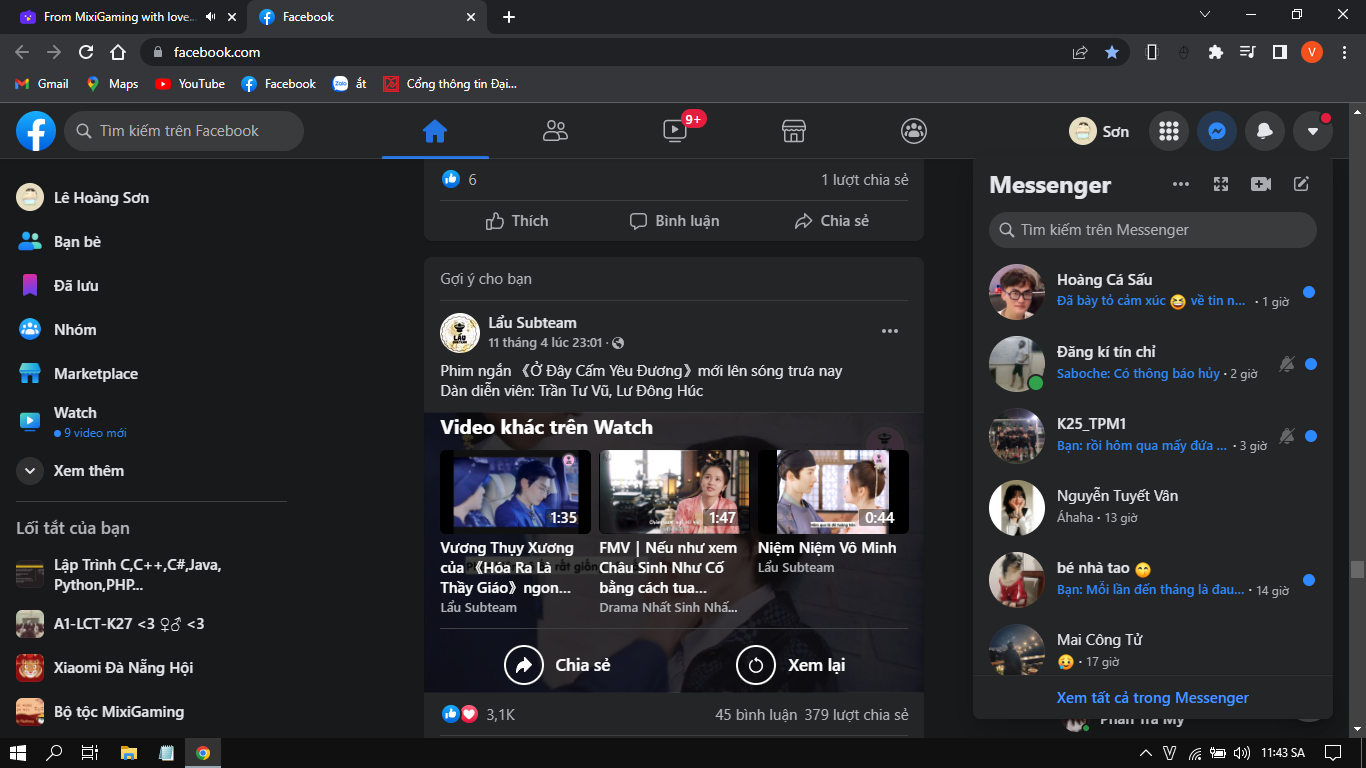 From MixiGaming with love...
Facebook
facebook.com
V
Gmail
Maps
YouTube
Facebook
Zalo
ắt
Cổng thông tin Đại...
Tìm kiếm trên Facebook
9+
Sơn
Lê Hoàng Sơn
Bạn bè
Đã lưu
Nhóm
Marketplace
Watch
9 video mới
Xem thêm
Lối tắt của bạn
Lập Trình C,C++,C#,Java,
Python,PHP...
A1-LCT-K27 <3 ♀♂ <3
Xiaomi Đà Nẵng Hội
Bộ tộc MixiGaming
6
1 lượt chia sẻ
Thích
Bình luận
Chia sẻ
Gợi ý cho bạn
LẨU
SUBTEAM
Lẩu Subteam
11 tháng 4 lúc 23:01 ·
Phim ngắn 《Ở Đây Cấm Yêu Đương》mới lên sóng trưa nay
Dàn diễn viên: Trần Tư Vũ, Lư Đông Húc
Video khác trên Watch
1:35
1:47
0:44
Vương Thụy Xương
của 《Hóa Ra Là
Thầy Giáo》ngon...
Lẩu Subteam
FMV | Nếu như xem
Châu Sinh Như Cố
bằng cách tua...
Drama Nhất Sinh Nhấ...
Niệm Niệm Vô Minh
Lẩu Subteam
Chia sẻ
Xem lại
3,1K
45 bình luận
379 lượt chia sẻ
Messenger
Tìm kiếm trên Messenger
Hoàng Cá Sấu
Đã bày tỏ cảm xúc 😆 về tin n... · 1 giờ
Đăng kí tín chỉ
Saboche: Có thông báo hủy · 2 giờ
K25_TPM1
Bạn: rồi hôm qua mấy đứa ... · 3 giờ
Nguyễn Tuyết Vân
Áhaha · 13 giờ
bé nhà tao 😋
Bạn: Mỗi lần đến tháng là đau... · 14 giờ
Mai Công Tử
😥 · 17 giờ
Xem tất cả trong Messenger
Phan Trà My
11:43 SA